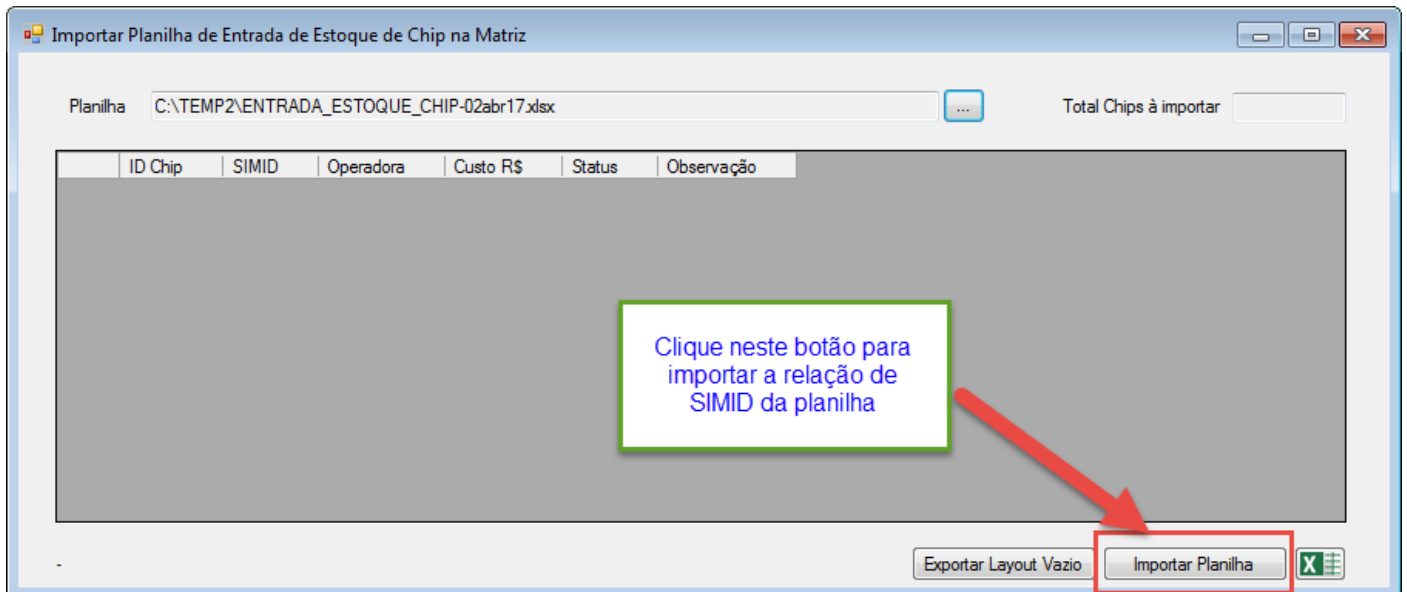 Importar Planilha de Entrada de Estoque de Chip na Matriz
Planilha C:\TEMP2\ENTRADA_ESTOQUE_CHIP-02abr17.xlsx ... Total Chips à importar
ID Chip SIMID Operadora Custo R$ Status Observação
Clique neste botão para
importar a relação de
SIMID da planilha
- Exportar Layout Vazio Importar Planilha